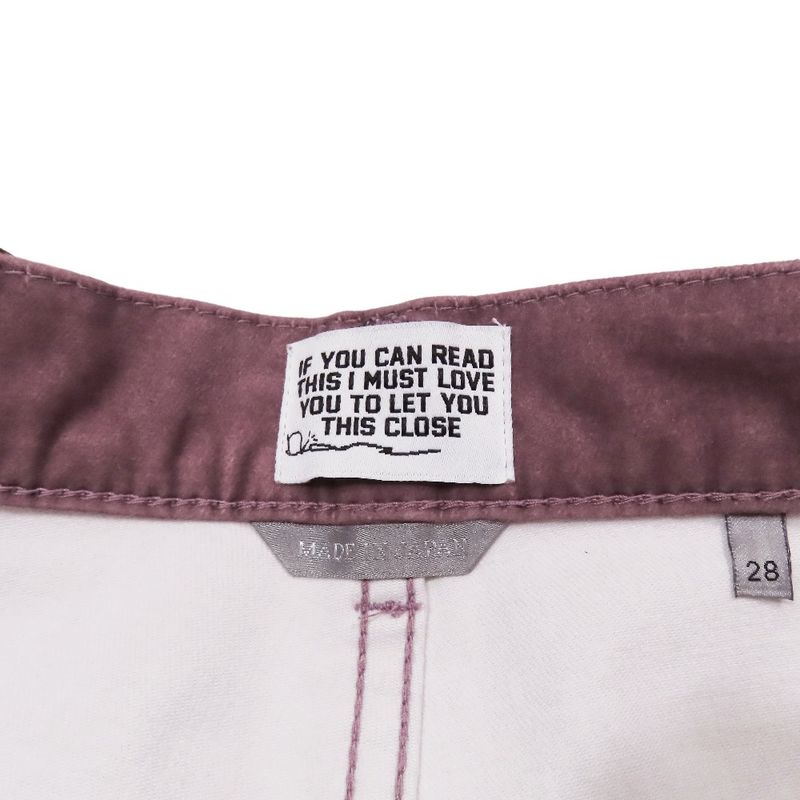 IF YOU CAN READ
THIS I MUST LOVE
YOU TO LET YOU
THIS CLOSE
MADE IN JAPAN
28